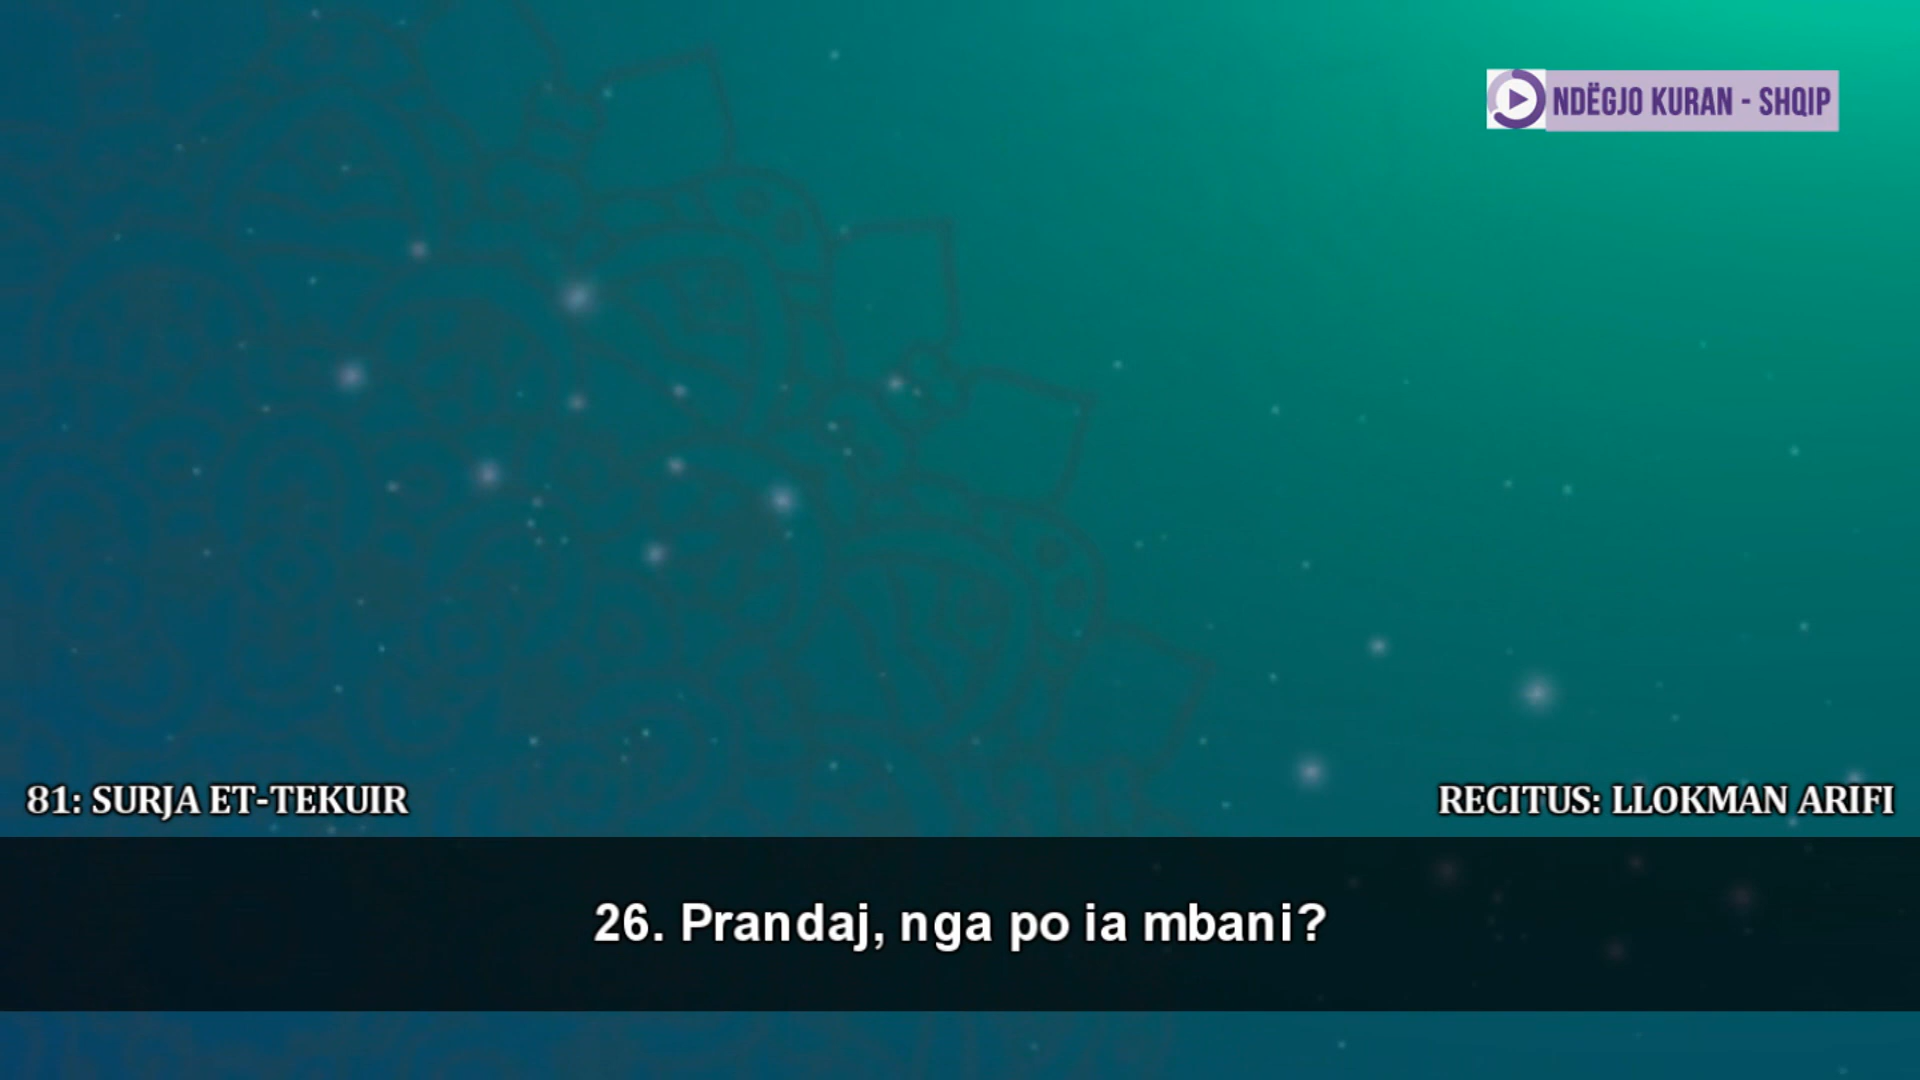 NDËGJO KURAN - SHQIP
81: SURJA ET-TEKUIR
RECITUS: LLOKMAN ARIFI
26. Prandaj, nga po ia mbani?